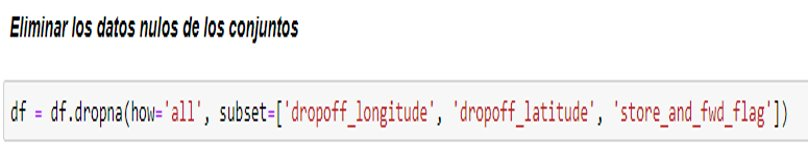 Eliminar los datos nulos de los conjuntos
df = df.dropna(how='all', subset=['dropoff_longitude', 'dropoff_latitude', 'store_and_fwd_flag'])